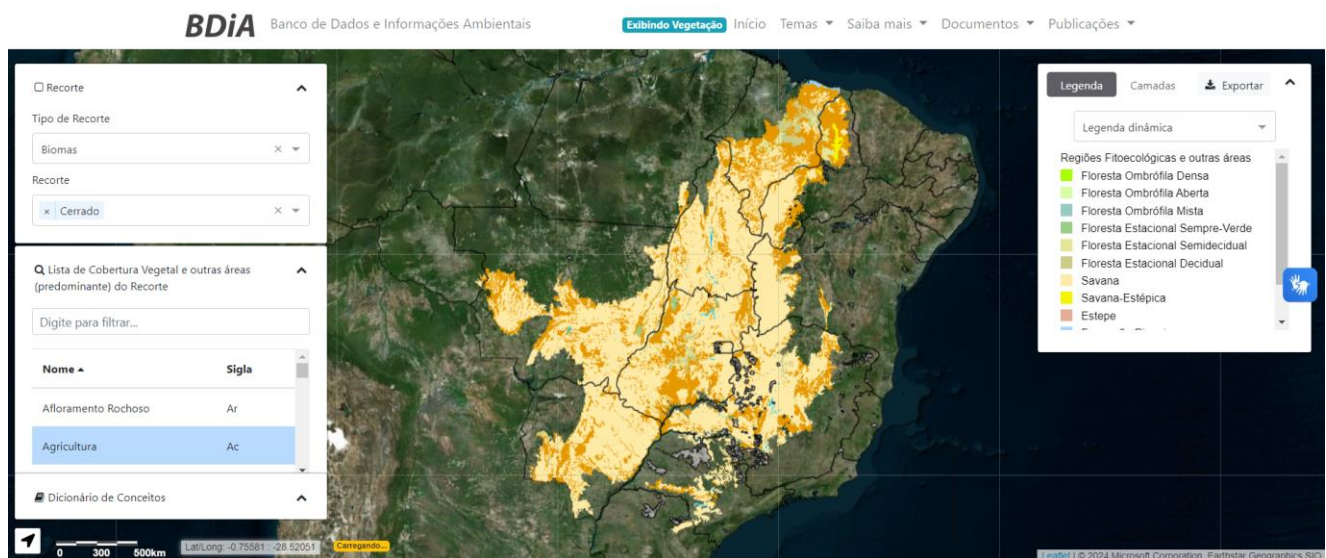 BDiA Banco de Dados e Informações Ambientais
Exibindo Vegetação Início Temas Saiba mais Documentos Publicações
Recorte
Tipo de Recorte
Biomas
Recorte
× Cerrado
Lista de Cobertura Vegetal e outras áreas
(predominante) do Recorte
Digite para filtrar...
Nome Sigla
Afloramento Rochoso Ar
Agricultura Ac
Dicionário de Conceitos
0 300 500km
Lat/Long: -0.75581 -28.52051
Carregando...
Legenda Camadas Exportar
Legenda dinâmica
Regiões Fitoecológicas e outras áreas
Floresta Ombrófila Densa
Floresta Ombrófila Aberta
Floresta Ombrófila Mista
Floresta Estacional Sempre-Verde
Floresta Estacional Semidecidual
Floresta Estacional Decidual
Savana
Savana-Estépica
Estepe
Leaflet | © 2024 Microsoft Corporation, Earthstar Geographics SIO